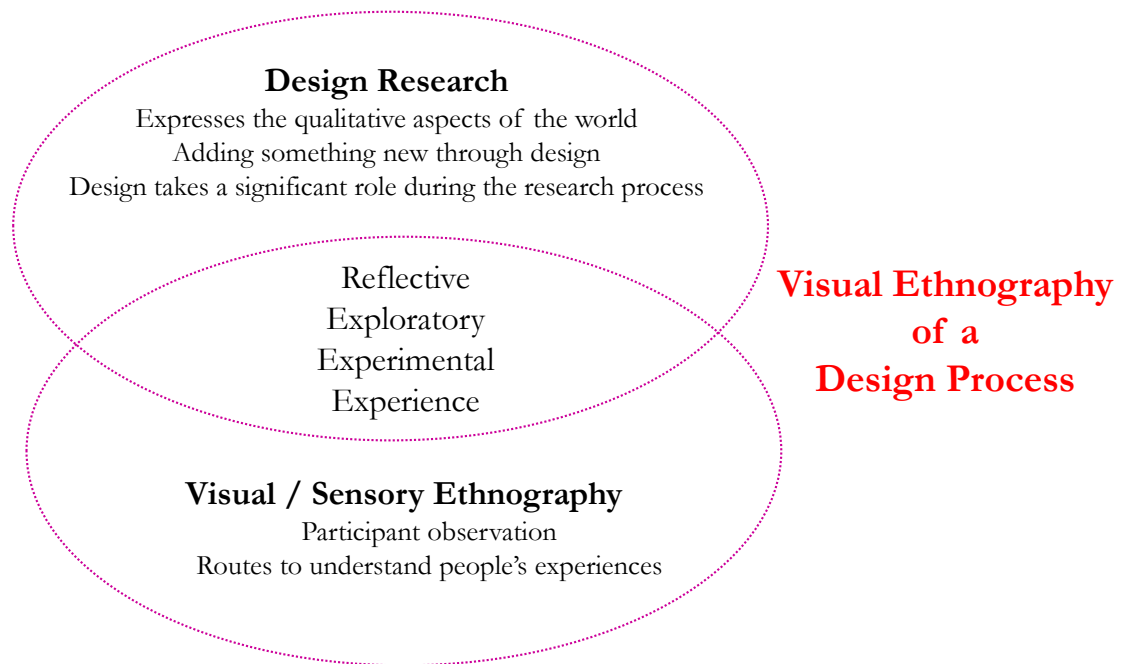 Design Research
Expresses the qualitative aspects of the world
Adding something new through design
Design takes a significant role during the research process
Reflective
Exploratory
Experimental
Experience
Visual Ethnography
of a
Design Process
Visual / Sensory Ethnography
Participant observation
Routes to understand people’s experiences